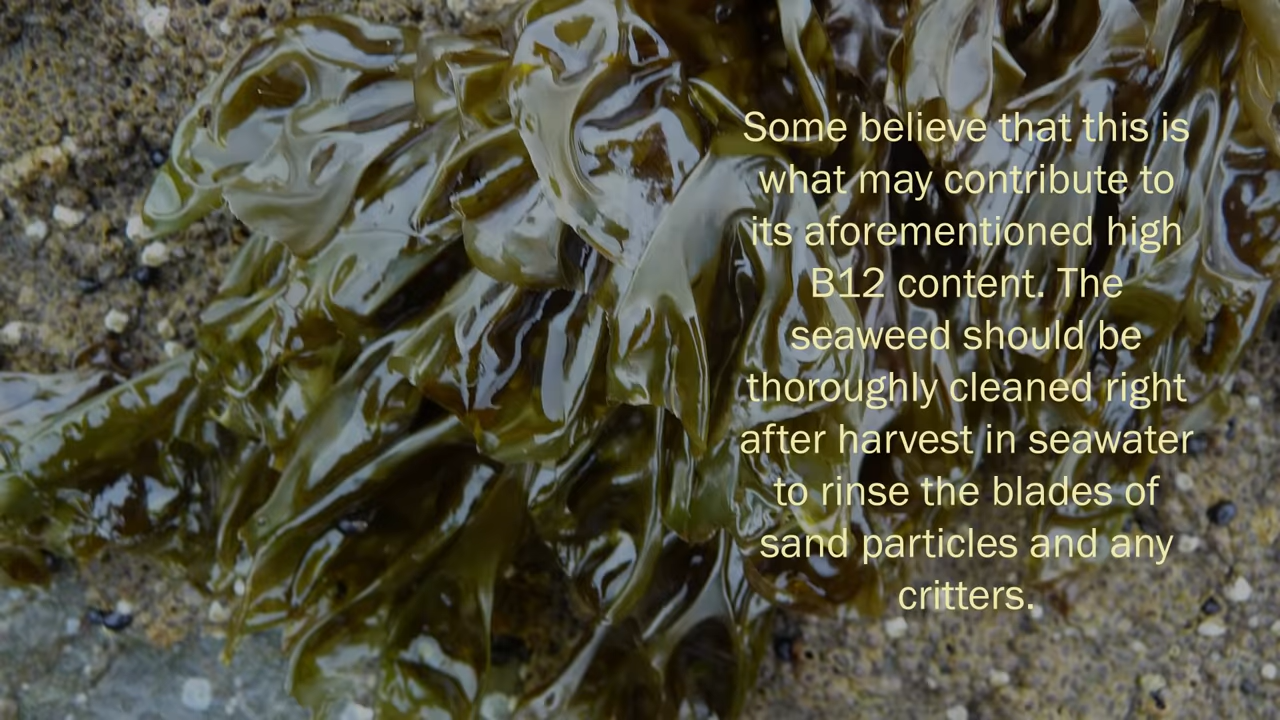 Some believe that this is
what may contribute to
its aforementioned high
B12 content. The
seaweed should be
thoroughly cleaned right
after harvest in seawater
to rinse the blades of
sand particles and any
critters.